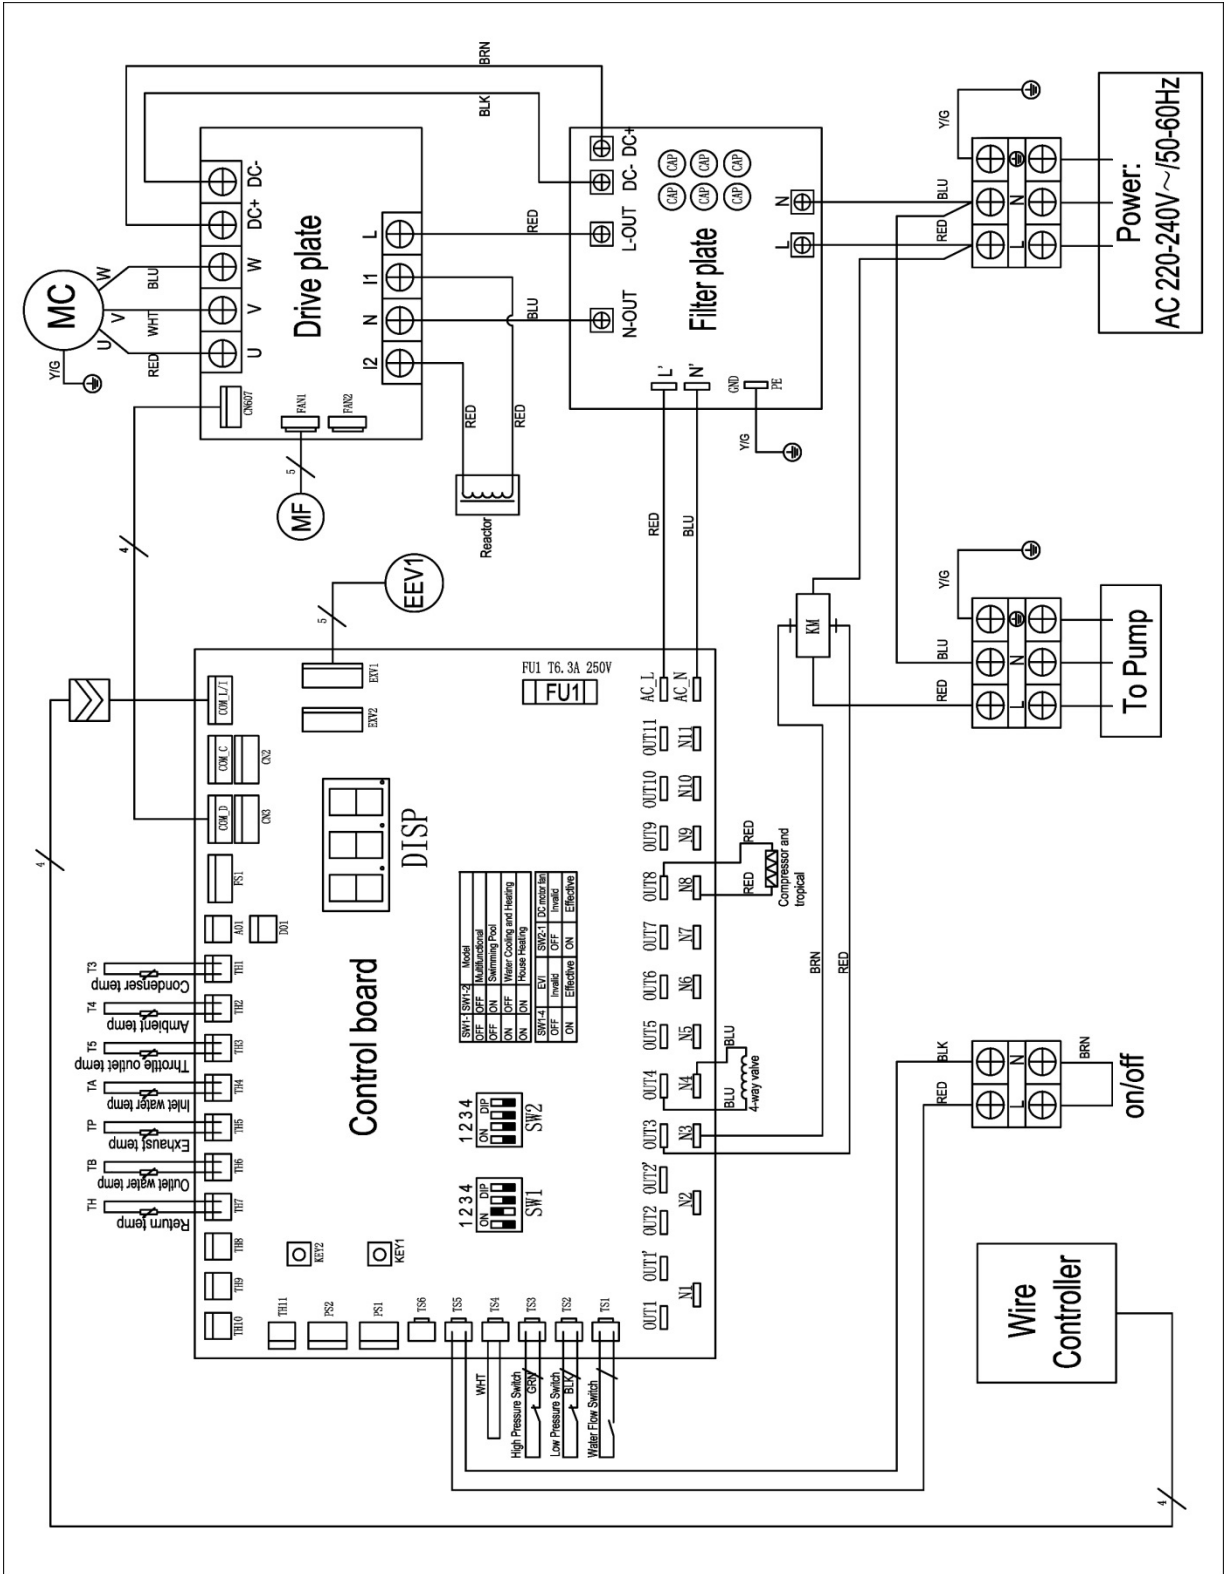 BRN
BLK
MC
Y/G
U
V
W
RED
WHT
BLU
U
V
W
DC+
DC-
Drive plate
CN607
FAN1
FAN2
I2
N
I1
L
5
MF
4
RED
RED
Reactor
BLU
RED
N-OUT
L-OUT
DC-
DC+
CAP
CAP
CAP
CAP
CAP
CAP
Filter plate
L'
N'
GND
PE
Y/G
L
N
RED
BLU
RED
BLU
Y/G
L
N
Power:
AC 220-240V～/50-60Hz
5
EEV1
4
COM_L/I
COM_C
CN2
COM_D
CN3
FS1
AO1
DO1
EXV1
EXV2
FU1 T6.3A 250V
FU1
DISP
Control board
SW1- SW1-2 Model
OFF OFF Multifunctional
OFF ON Swimming Pool
ON OFF Water Cooling and Heating
ON ON House Heating
SW1-4 EVI SW2-1 DC motor fan
OFF Invalid OFF Invalid
ON Effective ON Effective
1 2 3 4
ON DIP
SW2
1 2 3 4
ON DIP
SW1
KEY2
KEY1
T3
Condenser temp
TH1
T4
Ambient temp
TH2
T5
Throttle outlet temp
TH3
TA
Inlet water temp
TH4
TP
Exhaust temp
TH5
TB
Outlet water temp
TH6
TH
Return temp
TH7
TH8
TH9
TH10
TH11
PS2
PS1
TS6
TS5
TS4
TS3
TS2
TS1
WHT
High Pressure Switch
GRN
Low Pressure Switch
BLK
Water Flow Switch
OUT1
OUT1'
OUT2
OUT2'
OUT3
OUT4
OUT5
OUT6
OUT7
OUT8
OUT9
OUT10
OUT11
AC_L
N1
N2
N3
N4
N5
N6
N7
N8
N9
N10
N11
AC_N
BLU
BLU
4-way valve
RED
RED
Compressor and
tropical
BRN
RED
KM
RED
BLU
Y/G
L
N
To Pump
RED
BLK
L
N
BRN
on/off
Wire
Controller
4